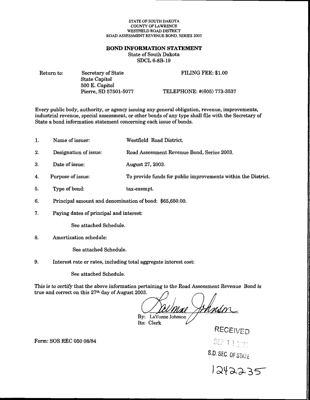 STATE OF SOUTH DAKOTA
COUNTY OF LAWRENCE
WESTFIELD ROAD DISTRICT
ROAD ASSESSMENT REVENUE BOND, SERIES 2003
BOND INFORMATION STATEMENT
State of South Dakota
SDCL 6-8B-19
Return to: Secretary of State FILING FEE: $1.00
State Capitol
500 E. Capitol
Pierre, SD 57501-5077 TELEPHONE: #(605) 773-3537
Every public body, authority, or agency issuing any general obligation, revenue, improvements,
industrial revenue, special assessment, or other bonds of any type shall file with the Secretary of
State a bond information statement concerning each issue of bonds.
1. Name of issuer: Westfield Road District.
2. Designation of issue: Road Assessment Revenue Bond, Series 2003.
3. Date of issue: August 27, 2003.
4. Purpose of issue: To provide funds for public improvements within the District.
5. Type of bond: tax-exempt.
6. Principal amount and denomination of bond: $65,650.00.
7. Paying dates of principal and interest:
See attached Schedule.
8. Amortization schedule:
See attached Schedule.
9. Interest rate or rates, including total aggregate interest cost:
See attached Schedule.
This is to certify that the above information pertaining to the Road Assessment Revenue Bond is
true and correct on this 27th day of August 2003.
LaVonne Johnson
By: LaVonne Johnson
Its: Clerk
RECEIVED
SEP 11
S.D. SEC. OF STATE
Form: SOS REC 050 08/84
1242235